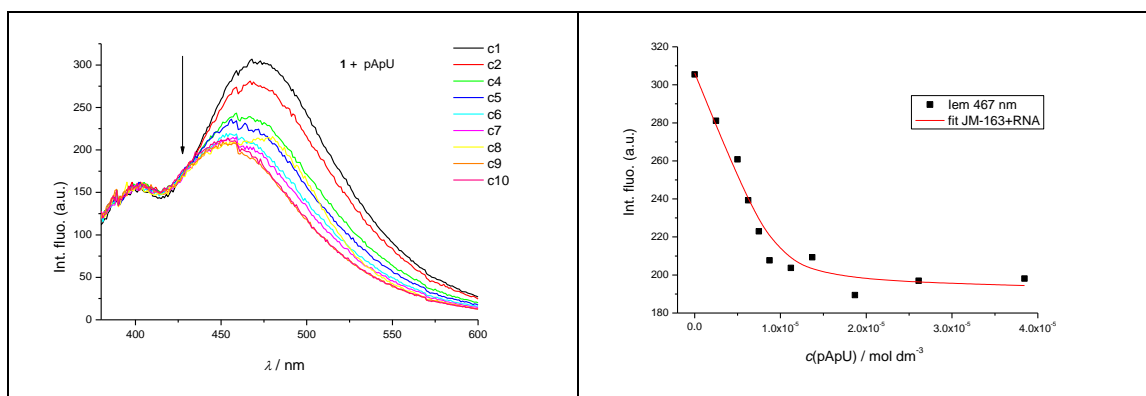 300
250
200
150
100
50
0
400
450
500
550
600
Int. fluo. (a.u.)
λ / nm
1 + pApU
c1
c2
c4
c5
c6
c7
c8
c9
c10
320
300
280
260
240
220
200
180
0.0
1.0x10-5
2.0x10-5
3.0x10-5
4.0x10-5
Int. fluo. (a.u.)
c(pApU) / mol dm-3
Iem 467 nm
fit JM-163+RNA